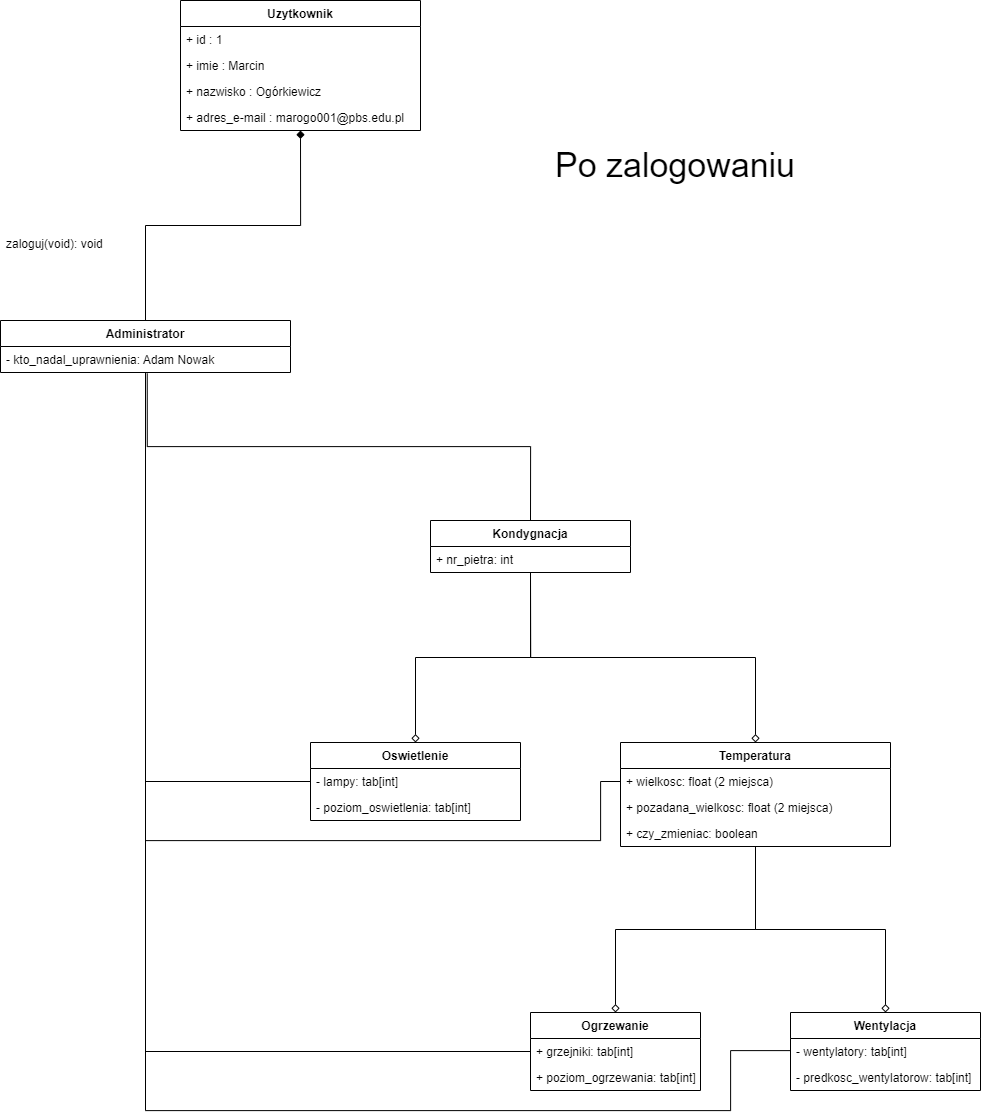 Uzytkownik
+ id : 1
+ imie : Marcin
+ nazwisko : Ogórkiewicz
+ adres_e-mail : marogo001@pbs.edu.pl
Po zalogowaniu
zaloguj(void): void
Administrator
- kto_nadal_uprawnienia: Adam Nowak
Kondygnacja
+ nr_pietra: int
Oswietlenie
- lampy: tab[int]
- poziom_oswietlenia: tab[int]
Temperatura
+ wielkosc: float (2 miejsca)
+ pozadana_wielkosc: float (2 miejsca)
+ czy_zmieniac: boolean
Ogrzewanie
+ grzejniki: tab[int]
+ poziom_ogrzewania: tab[int]
Wentylacja
- wentylatory: tab[int]
- predkosc_wentylatorow: tab[int]